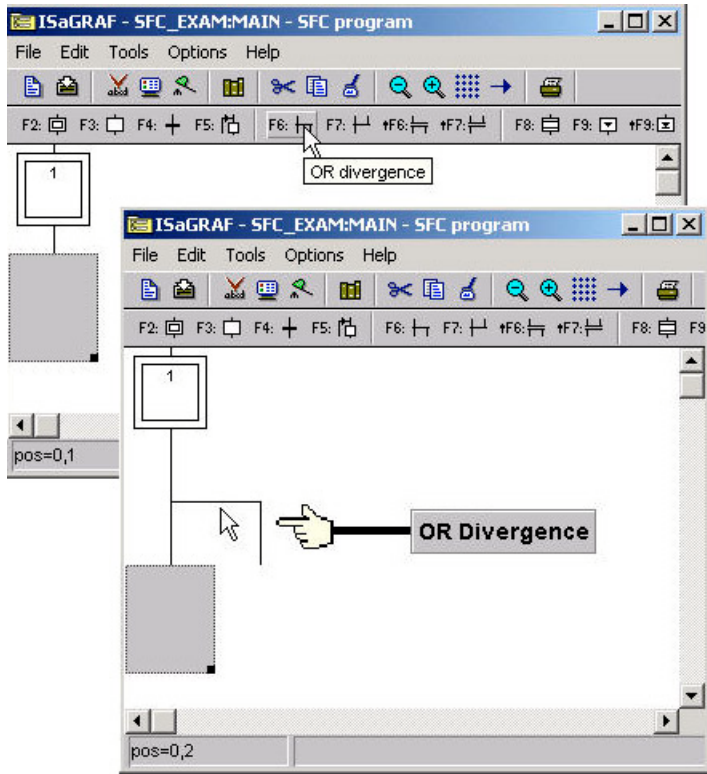 ISaGRAF - SFC_EXAM:MAIN - SFC program
File Edit Tools Options Help
abcd
F2: F3: F4: F5: F6: F7: ↑F6: ↑F7: F8: F9: ↑F9:
OR divergence
1
pos=0,1
ISaGRAF - SFC_EXAM:MAIN - SFC program
File Edit Tools Options Help
abcd
F2: F3: F4: F5: F6: F7: ↑F6: ↑F7: F8: F9
1
OR Divergence
pos=0,2